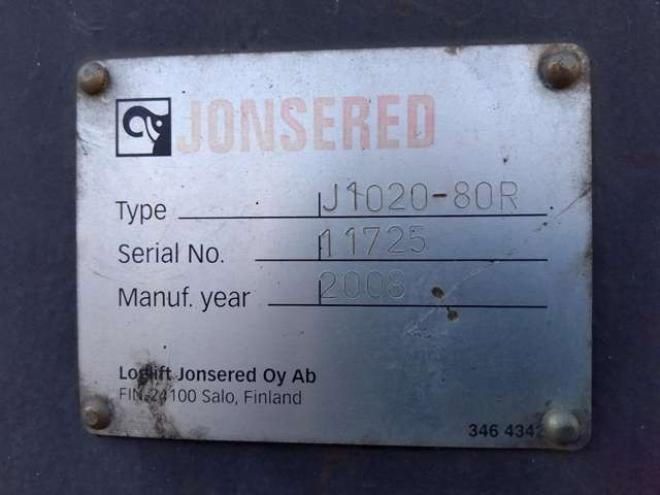 JONSERED
Type J1020-80R
Serial No. 11725
Manuf. year 2008
Loglift Jonsered Oy Ab
FIN-24100 Salo, Finland
346 4342